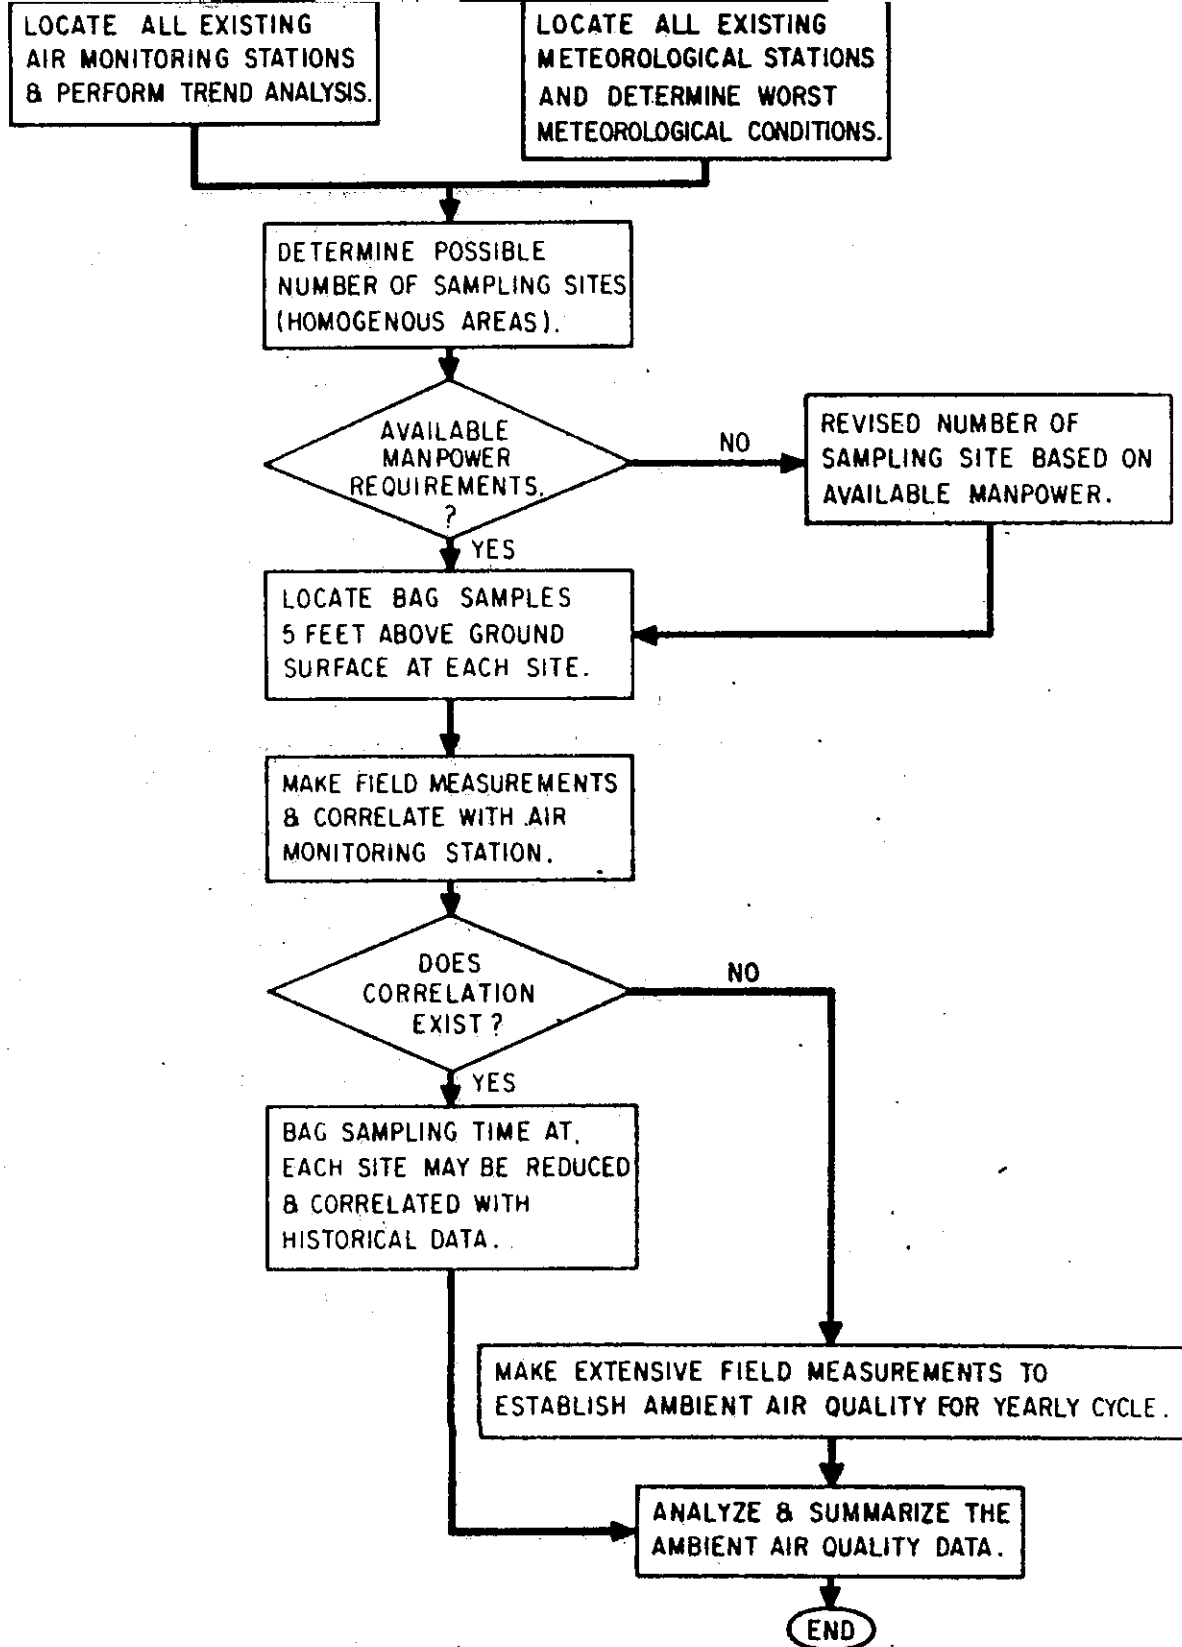 LOCATE ALL EXISTING
AIR MONITORING STATIONS
& PERFORM TREND ANALYSIS.
LOCATE ALL EXISTING
METEOROLOGICAL STATIONS
AND DETERMINE WORST
METEOROLOGICAL CONDITIONS.
DETERMINE POSSIBLE
NUMBER OF SAMPLING SITES
(HOMOGENOUS AREAS).
AVAILABLE
MANPOWER
REQUIREMENTS.
?
NO
REVISED NUMBER OF
SAMPLING SITE BASED ON
AVAILABLE MANPOWER.
YES
LOCATE BAG SAMPLES
5 FEET ABOVE GROUND
SURFACE AT EACH SITE.
MAKE FIELD MEASUREMENTS
& CORRELATE WITH AIR
MONITORING STATION.
DOES
CORRELATION
EXIST?
NO
YES
BAG SAMPLING TIME AT
EACH SITE MAY BE REDUCED
& CORRELATED WITH
HISTORICAL DATA.
MAKE EXTENSIVE FIELD MEASUREMENTS TO
ESTABLISH AMBIENT AIR QUALITY FOR YEARLY CYCLE.
ANALYZE & SUMMARIZE THE
AMBIENT AIR QUALITY DATA.
END